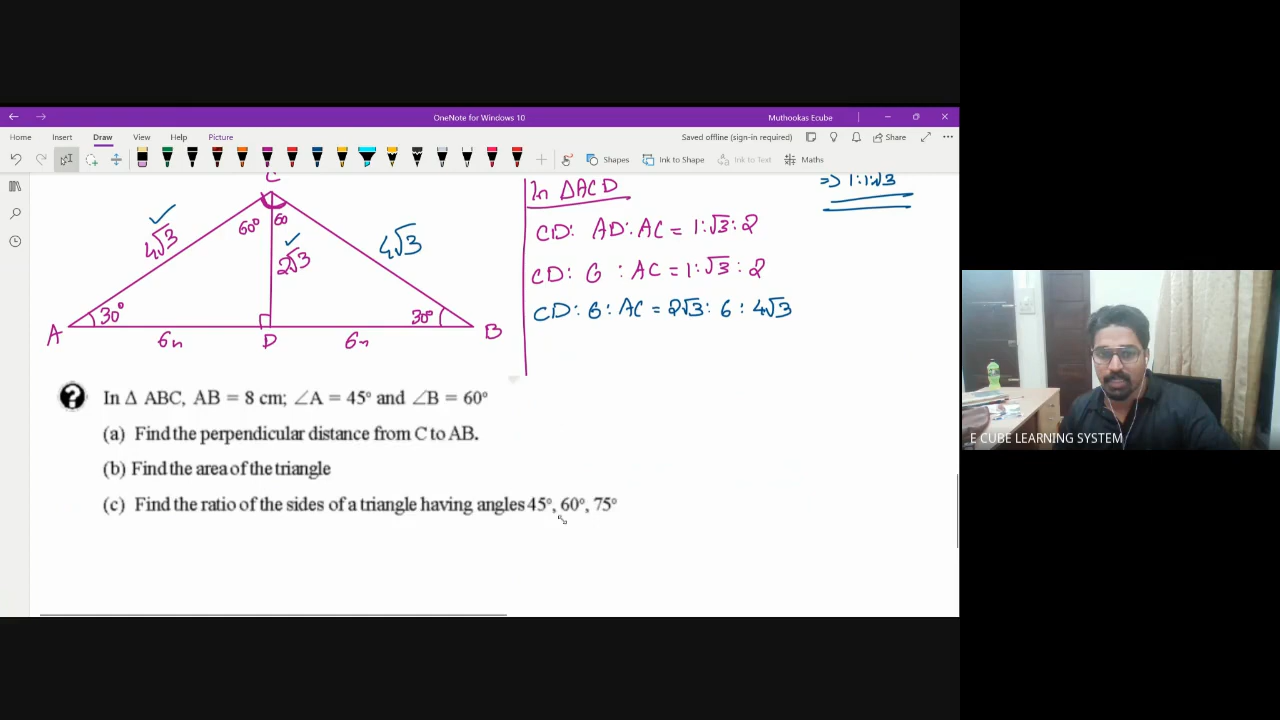 OneNote for Windows 10
Muthookas Ecube
Home Insert Draw View Help Picture
Saved offline (sign-in required)
Share
Shapes
Ink to Shape
Ink to Text
Maths
C
60° 60
4√3
2√3
4√3
30°
30°
A
D
B
6
6
In ΔACD
CD: AD: AC = 1:√3:2
CD: 6 : AC = 1:√3:2
CD: 6: AC = 2√3: 6: 4√3
=> 1:1:√3
In Δ ABC, AB = 8 cm; ∠A = 45° and ∠B = 60°
(a) Find the perpendicular distance from C to AB.
(b) Find the area of the triangle
(c) Find the ratio of the sides of a triangle having angles 45°, 60°, 75°
E CUBE LEARNING SYSTEM